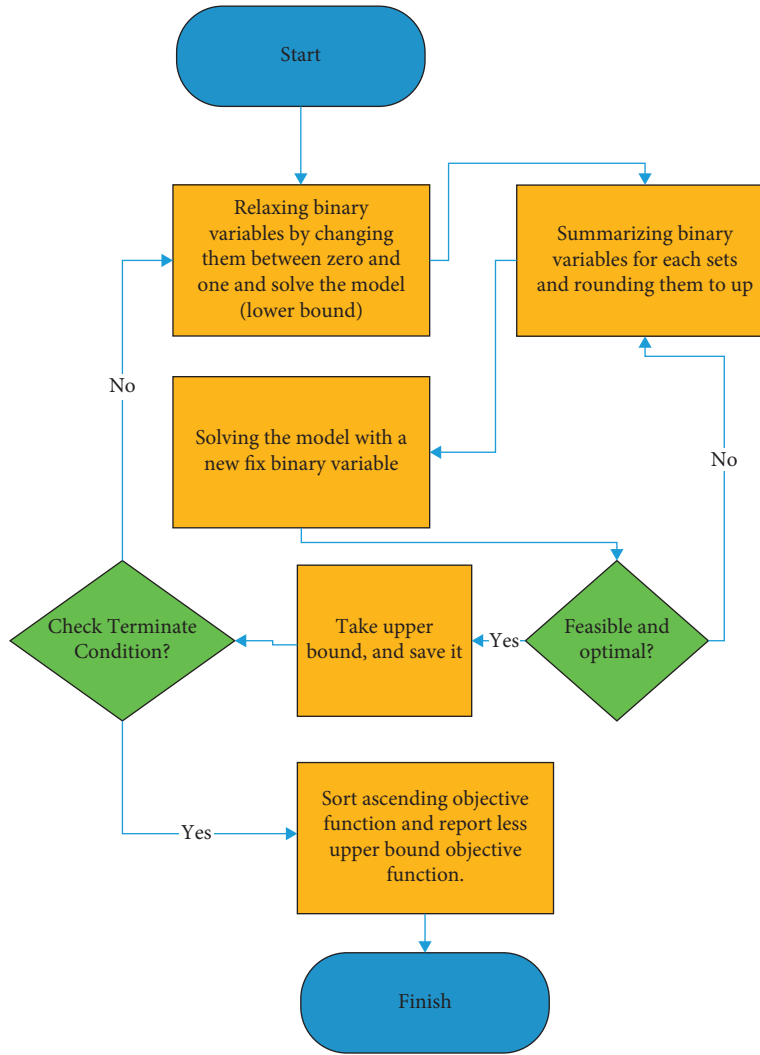 Start
Relaxing binary
variables by changing
them between zero and
one and solve the model
(lower bound)
Summarizing binary
variables for each sets
and rounding them to up
No
Solving the model with a
new fix binary variable
No
Check Terminate
Condition?
Take upper
bound, and save it
Yes
Feasible and
optimal?
Yes
Sort ascending objective
function and report less
upper bound objective
function.
Finish